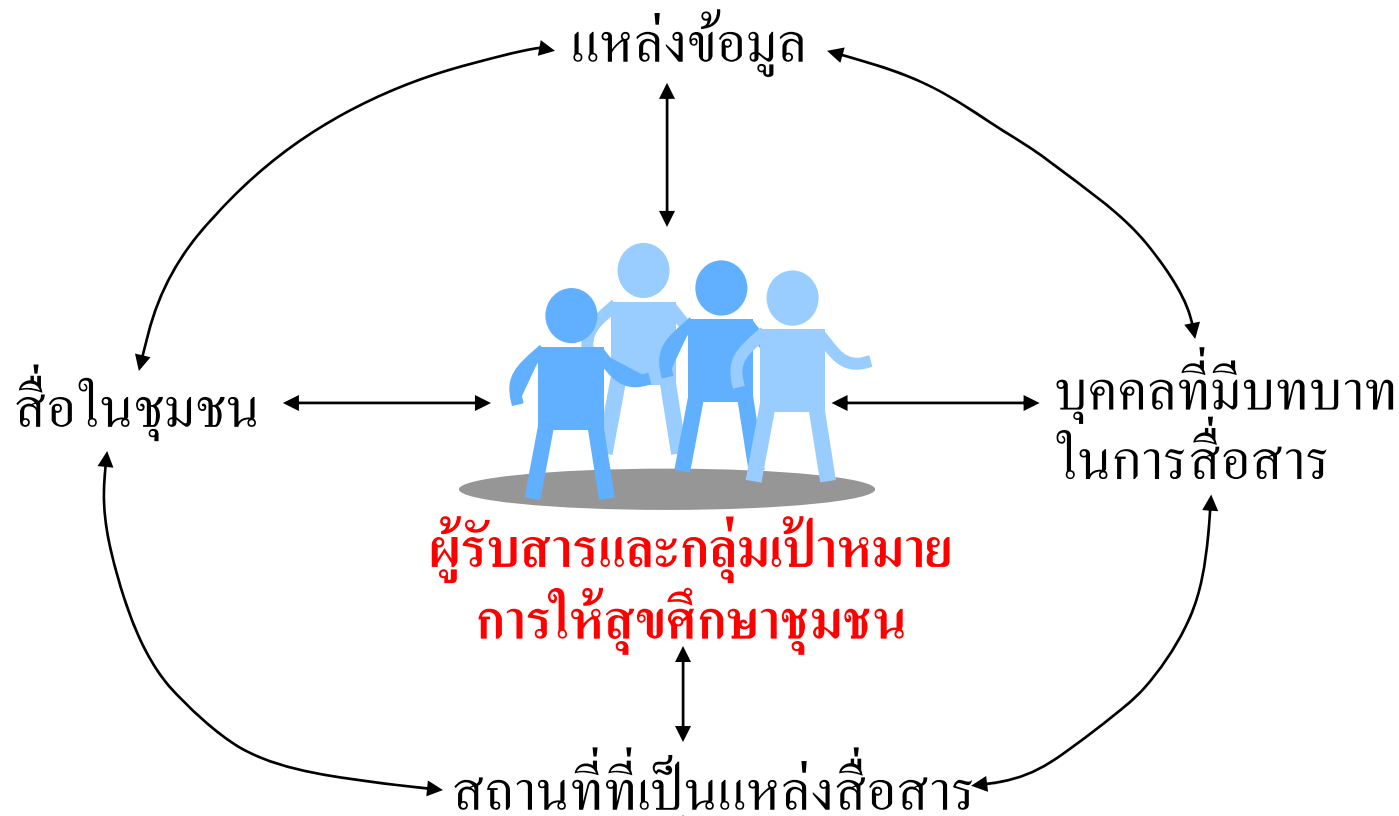 แหล่งข้อมูล
สื่อในชุมชน
บุคคลที่มีบทบาท
ในการสื่อสาร
ผู้รับสารและกลุ่มเป้าหมาย
การให้สุขศึกษาชุมชน
สถานที่ที่เป็นแหล่งสื่อสาร